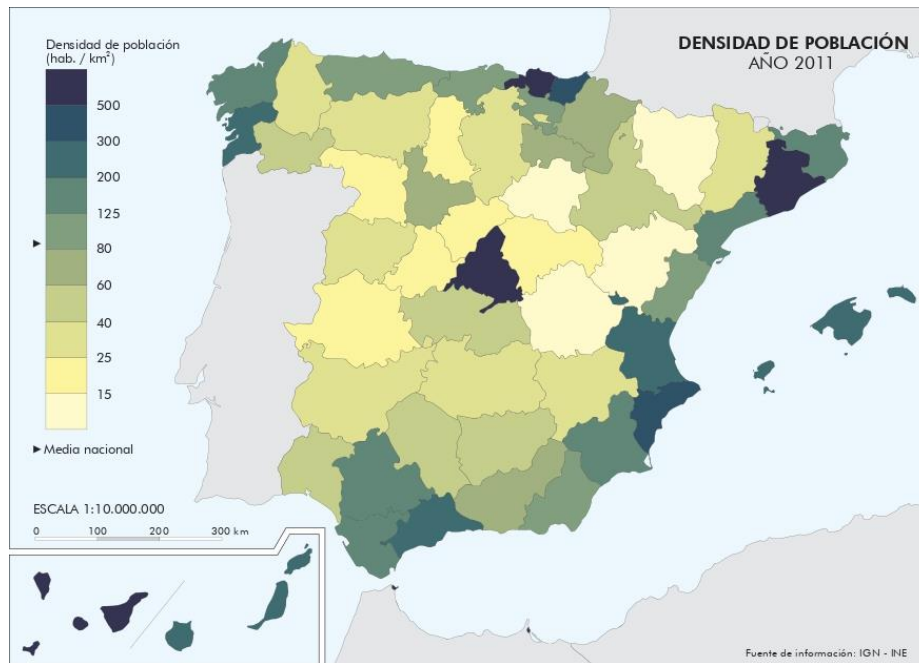 DENSIDAD DE POBLACIÓN
AÑO 2011
Densidad de población
(hab. / km²)
500
300
200
125
80
60
40
25
15
► Media nacional
ESCALA 1:10.000.000
0 100 200 300 km
Fuente de información: IGN - INE